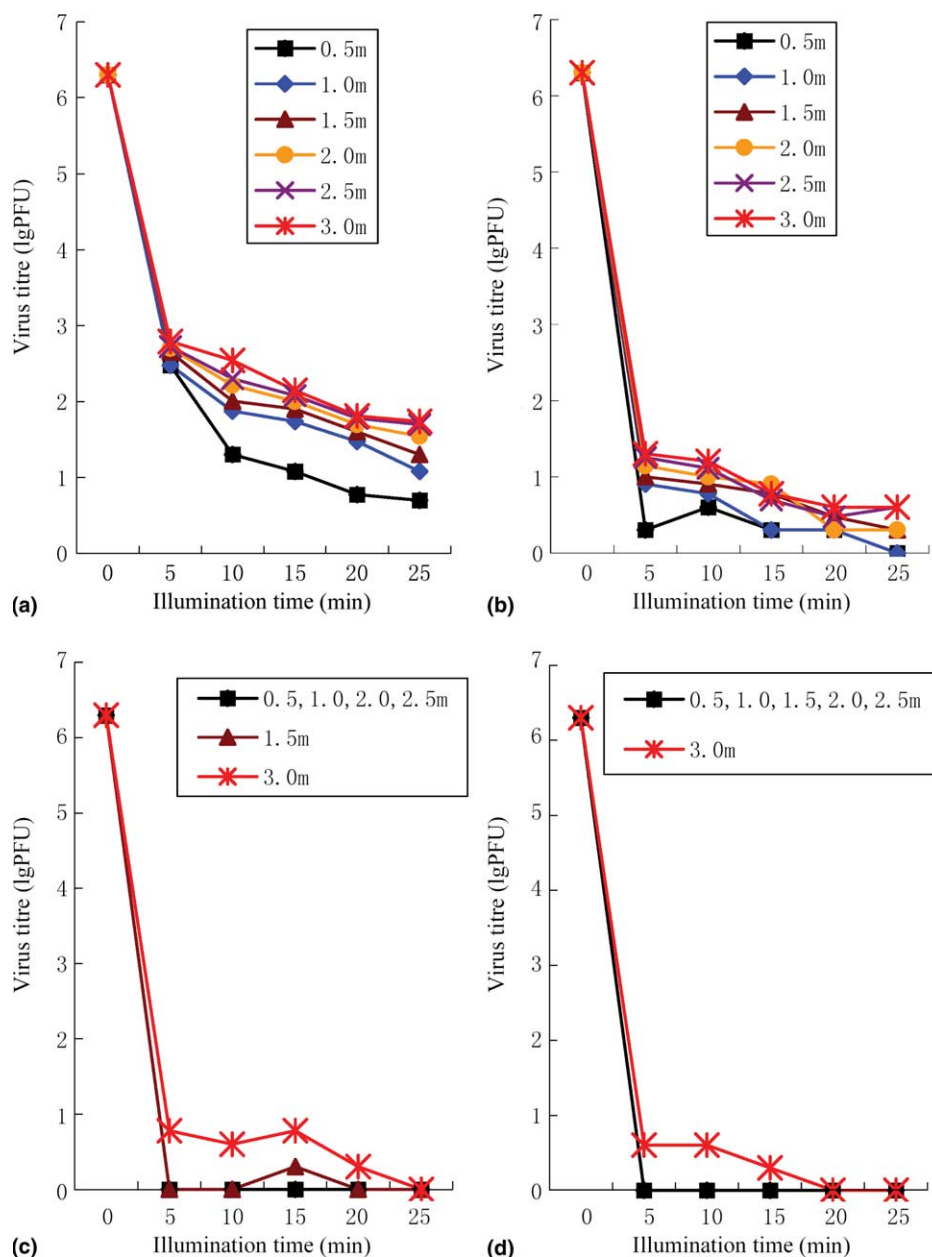 7
6
5
4
3
2
1
0
Virus titre (lgPFU)
0.5m
1.0m
1.5m
2.0m
2.5m
3.0m
0 5 10 15 20 25
(a) Illumination time (min)
7
6
5
4
3
2
1
0
Virus titre (lgPFU)
0.5m
1.0m
1.5m
2.0m
2.5m
3.0m
0 5 10 15 20 25
(b) Illumination time (min)
7
6
5
4
3
2
1
0
Virus titre (lgPFU)
0.5,1.0,2.0,2.5m
1.5m
3.0m
0 5 10 15 20 25
(c) Illumination time (min)
7
6
5
4
3
2
1
0
Virus titre (lgPFU)
0.5,1.0,1.5,2.0,2.5m
3.0m
0 5 10 15 20 25
(d) Illumination time (min)